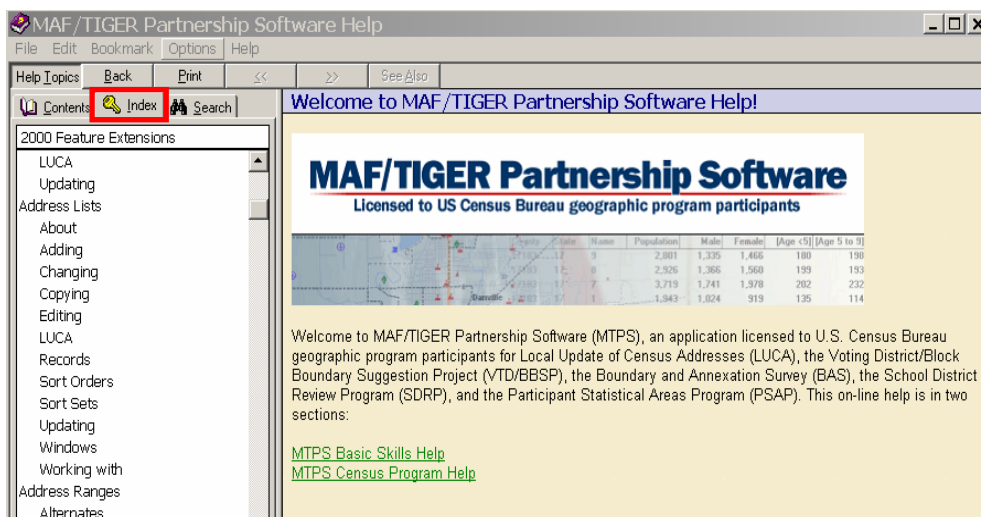 MAF/TIGER Partnership Software Help
File Edit Bookmark Options Help
Help Topics Back Print << >> See Also
Contents Index Search
2000 Feature Extensions
LUCA
Updating
Address Lists
About
Adding
Changing
Copying
Editing
LUCA
Records
Sort Orders
Sort Sets
Updating
Windows
Working with
Address Ranges
Alternates
Welcome to MAF/TIGER Partnership Software Help!
MAF/TIGER Partnership Software
Licensed to US Census Bureau geographic program participants
State Name Population Male Female [Age <5] [Age 5 to 9]
17 9 2,801 1,335 1,466 180 198
17 8 2,926 1,366 1,560 199 193
17 7 3,719 1,741 1,978 202 232
Danville 17 1 1,943 1,024 919 135 114
Welcome to MAF/TIGER Partnership Software (MTPS), an application licensed to U.S. Census Bureau
geographic program participants for Local Update of Census Addresses (LUCA), the Voting District/Block
Boundary Suggestion Project (VTD/BBSP), the Boundary and Annexation Survey (BAS), the School District
Review Program (SDRP), and the Participant Statistical Areas Program (PSAP). This on-line help is in two
sections:
MTPS Basic Skills Help
MTPS Census Program Help